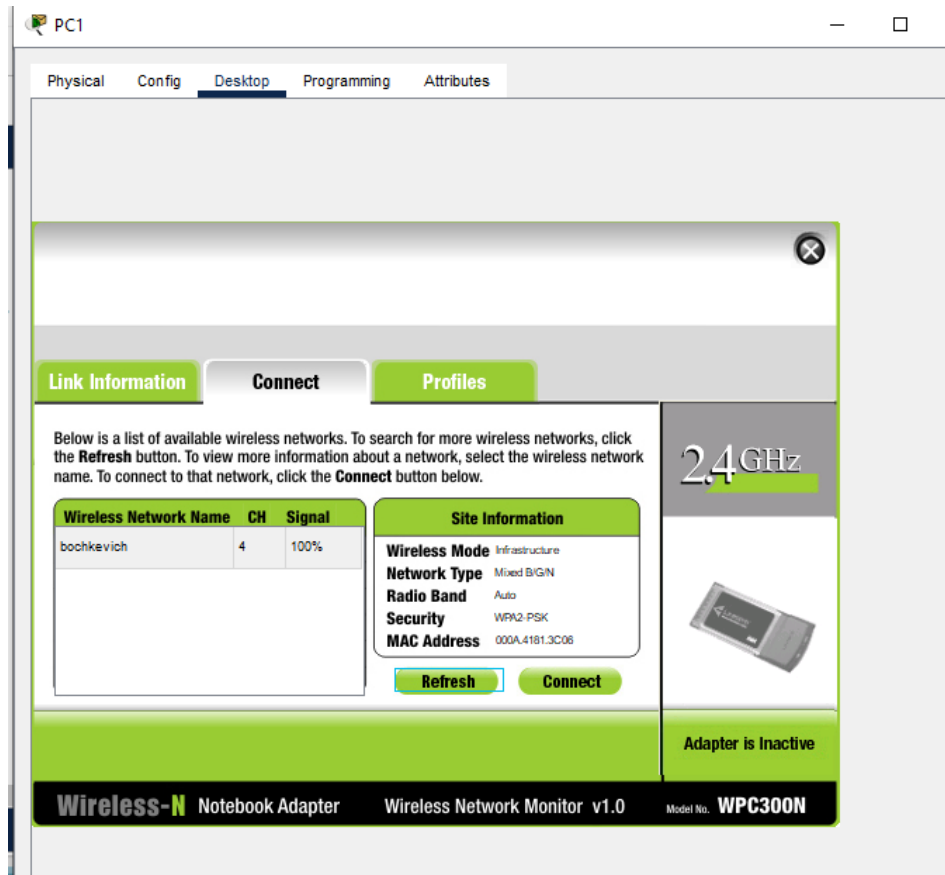 PC1
Physical Config Desktop Programming Attributes
Link Information Connect Profiles
Below is a list of available wireless networks. To search for more wireless networks, click
the Refresh button. To view more information about a network, select the wireless network
name. To connect to that network, click the Connect button below.
Wireless Network Name CH Signal
bochkevich 4 100%
Site Information
Wireless Mode Infrastructure
Network Type Mixed B/G/N
Radio Band Auto
Security WPA2-PSK
MAC Address 000A.4181.3C06
Refresh Connect
2.4GHz
Adapter is Inactive
Wireless-N Notebook Adapter Wireless Network Monitor v1.0 Model No. WPC300N